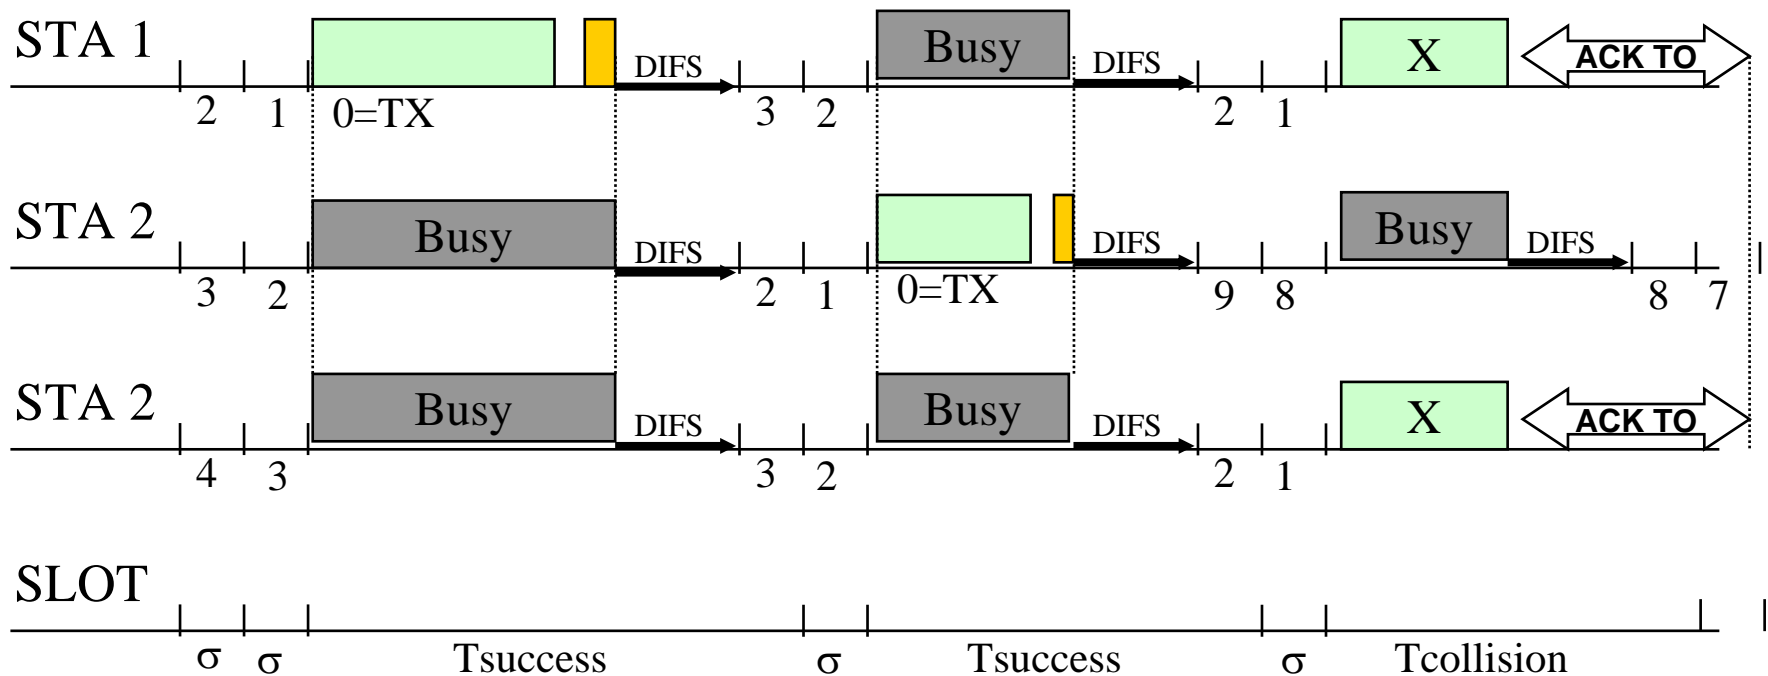 STA 1 Busy X ACK TO
DIFS DIFS
2 1 0=TX 3 2 2 1
STA 2 Busy Busy
DIFS DIFS DIFS
3 2 2 1 0=TX 9 8 8 7
STA 2 Busy Busy X ACK TO
DIFS DIFS
4 3 3 2 2 1
SLOT
σ σ Tsuccess σ Tsuccess σ Tcollision